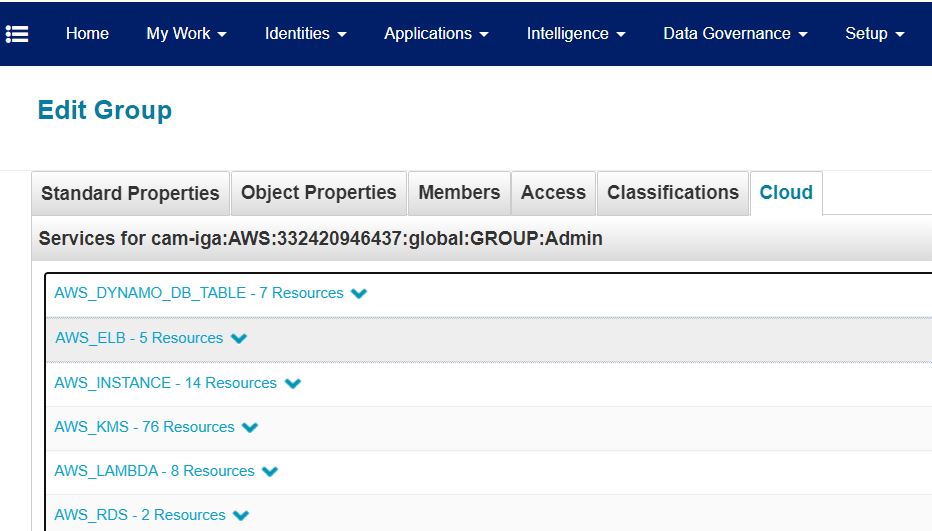 Home My Work Identities Applications Intelligence Data Governance Setup
Edit Group
Standard Properties Object Properties Members Access Classifications Cloud
Services for cam-iga:AWS:332420946437:global:GROUP:Admin
AWS_DYNAMO_DB_TABLE - 7 Resources
AWS_ELB - 5 Resources
AWS_INSTANCE - 14 Resources
AWS_KMS - 76 Resources
AWS_LAMBDA - 8 Resources
AWS_RDS - 2 Resources